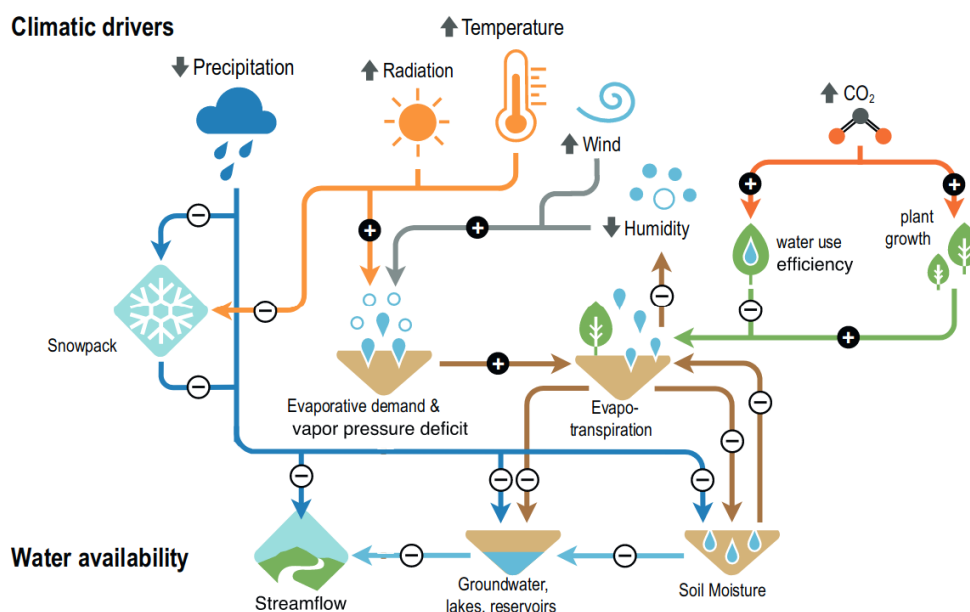 Climatic drivers
Temperature
Precipitation
Radiation
CO₂
Wind
Humidity
plant
growth
water use
efficiency
Snowpack
Evaporative demand &
vapor pressure deficit
Evapo-
transpiration
Water availability
Streamflow
Groundwater,
lakes, reservoirs
Soil Moisture
+
+
+
+
+
+
−
−
−
−
−
−
−
−
−
−
−
−
−